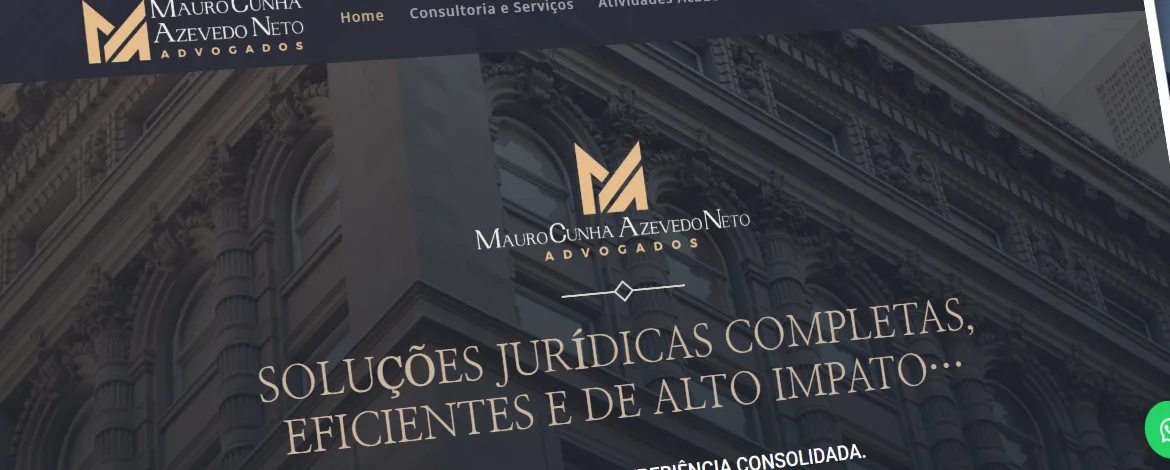 MAURO CUNHA
AZEVEDO NETO
ADVOGADOS
Home
Consultoria e Serviços
Atividades
MAURO CUNHA AZEVEDO NETO
ADVOGADOS
SOLUÇÕES JURÍDICAS COMPLETAS,
EFICIENTES E DE ALTO IMPATO...
CONSOLIDADA.